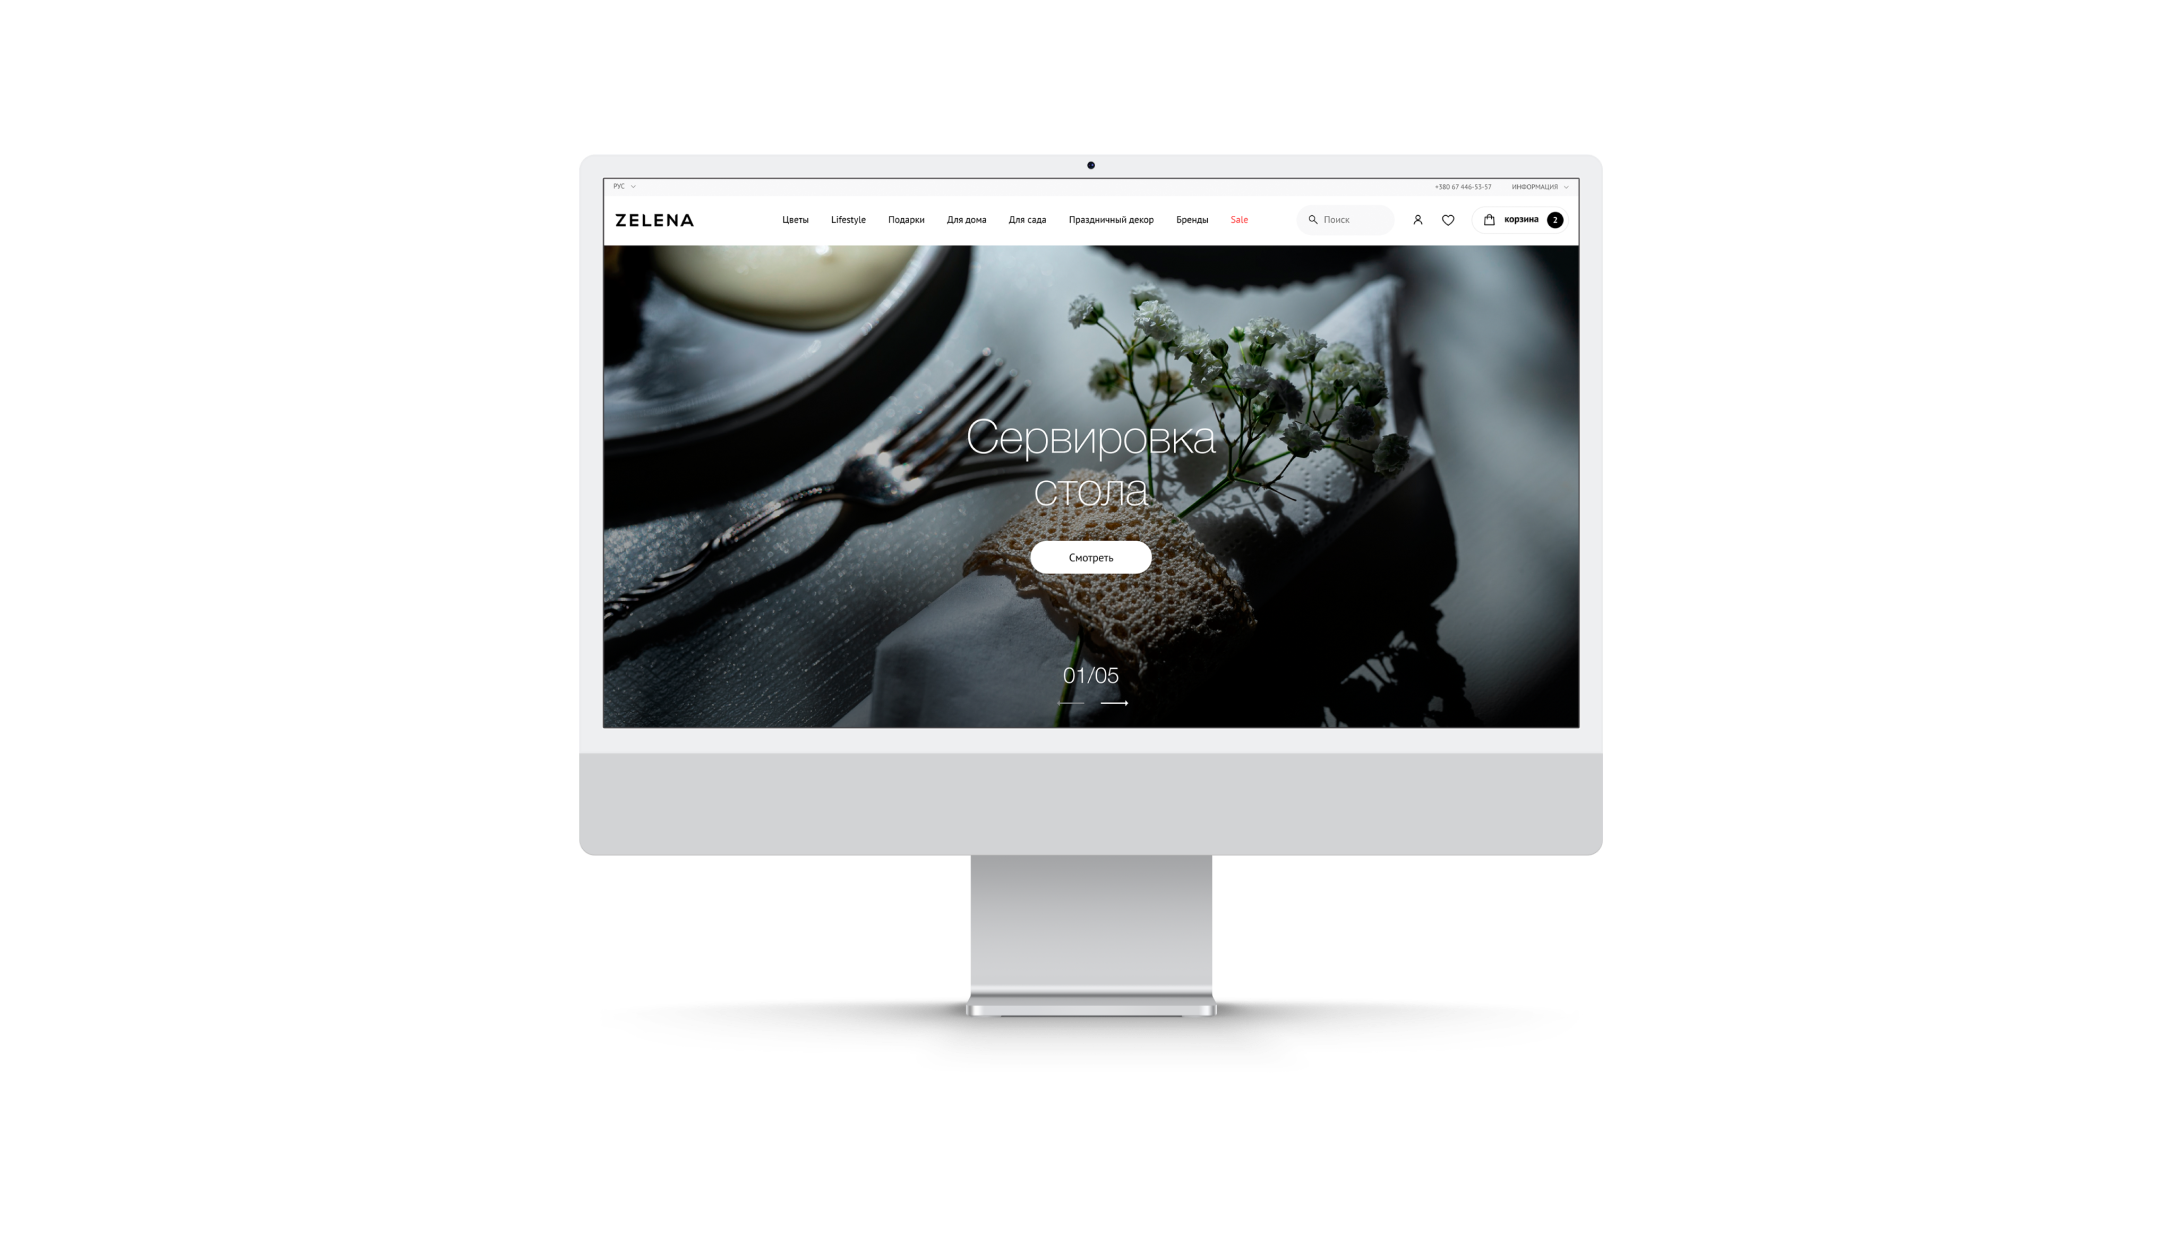 РУС
+380 67 446-53-57 ИНФОРМАЦИЯ
ZELENA
Цветы Lifestyle Подарки Для дома Для сада Праздничный декор Бренды Sale
Поиск
корзина 2
Сервировка
стола
Смотреть
01/05